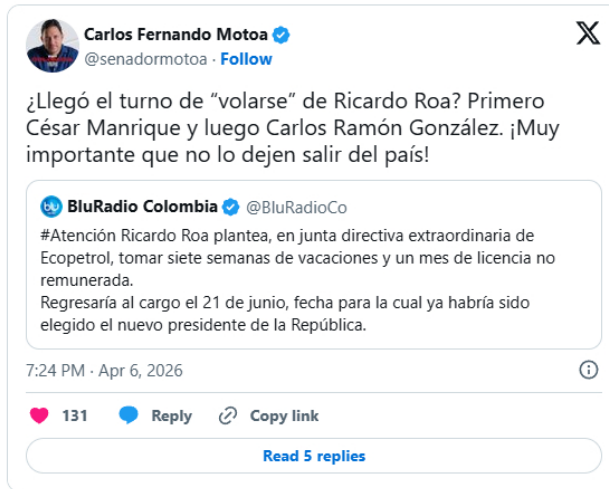 Carlos Fernando Motoa
@senadormotoa · Follow
¿Llegó el turno de “volarse” de Ricardo Roa? Primero
César Manrique y luego Carlos Ramón González. ¡Muy
importante que no lo dejen salir del país!
BluRadio Colombia @BluRadioCo
#Atención Ricardo Roa plantea, en junta directiva extraordinaria de
Ecopetrol, tomar siete semanas de vacaciones y un mes de licencia no
remunerada.
Regresaría al cargo el 21 de junio, fecha para la cual ya habría sido
elegido el nuevo presidente de la República.
7:24 PM · Apr 6, 2026
131 Reply Copy link
Read 5 replies